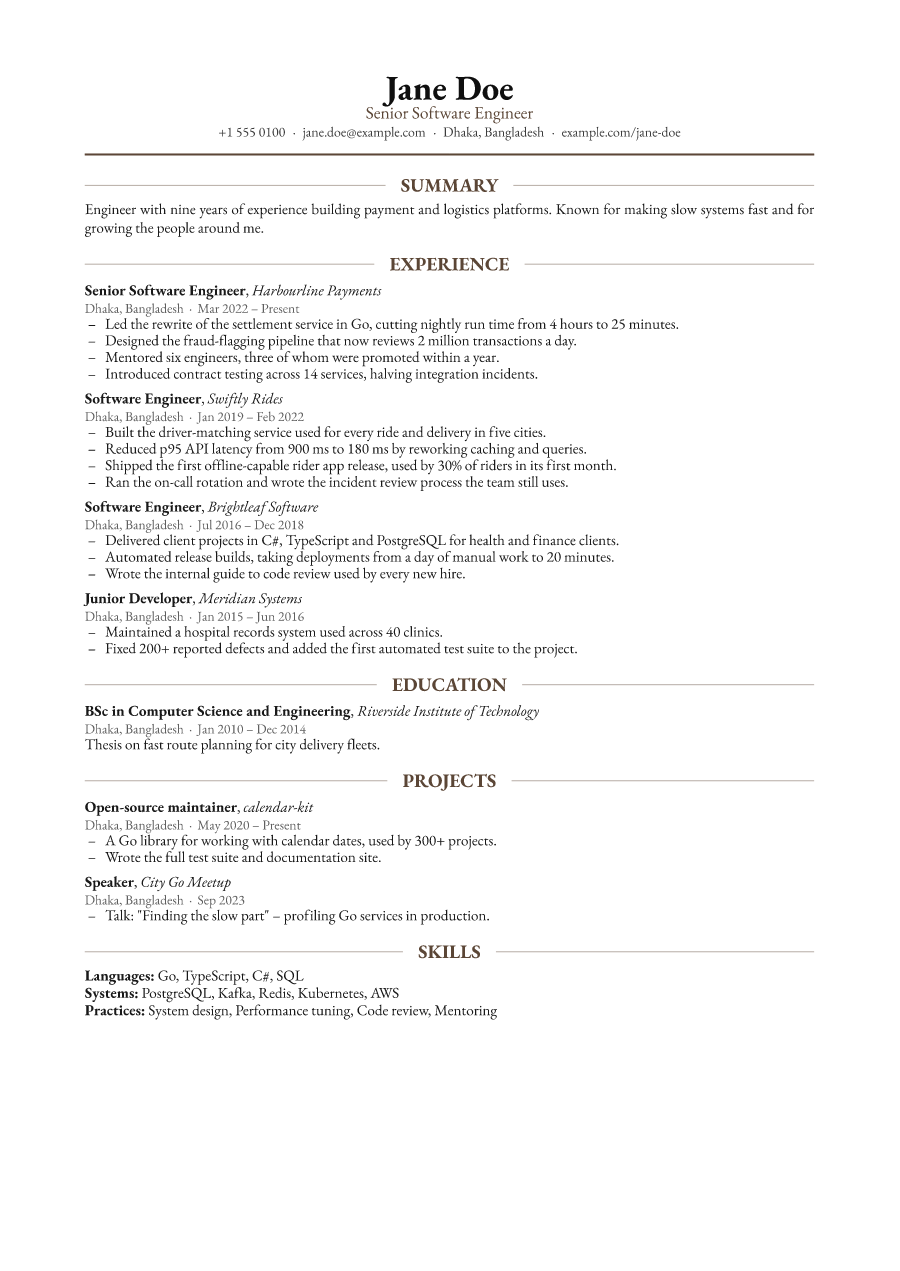 Jane Doe
Senior Software Engineer
+1 555 0100 · jane.doe@example.com · Dhaka, Bangladesh · example.com/jane-doe
SUMMARY
Engineer with nine years of experience building payment and logistics platforms. Known for making slow systems fast and for
growing the people around me.
EXPERIENCE
Senior Software Engineer, Harbourline Payments
Dhaka, Bangladesh · Mar 2022 – Present
– Led the rewrite of the settlement service in Go, cutting nightly run time from 4 hours to 25 minutes.
– Designed the fraud-flagging pipeline that now reviews 2 million transactions a day.
– Mentored six engineers, three of whom were promoted within a year.
– Introduced contract testing across 14 services, halving integration incidents.
Software Engineer, Swiftly Rides
Dhaka, Bangladesh · Jan 2019 – Feb 2022
– Built the driver-matching service used for every ride and delivery in five cities.
– Reduced p95 API latency from 900 ms to 180 ms by reworking caching and queries.
– Shipped the first offline-capable rider app release, used by 30% of riders in its first month.
– Ran the on-call rotation and wrote the incident review process the team still uses.
Software Engineer, Brightleaf Software
Dhaka, Bangladesh · Jul 2016 – Dec 2018
– Delivered client projects in C#, TypeScript and PostgreSQL for health and finance clients.
– Automated release builds, taking deployments from a day of manual work to 20 minutes.
– Wrote the internal guide to code review used by every new hire.
Junior Developer, Meridian Systems
Dhaka, Bangladesh · Jan 2015 – Jun 2016
– Maintained a hospital records system used across 40 clinics.
– Fixed 200+ reported defects and added the first automated test suite to the project.
EDUCATION
BSc in Computer Science and Engineering, Riverside Institute of Technology
Dhaka, Bangladesh · Jan 2010 – Dec 2014
Thesis on fast route planning for city delivery fleets.
PROJECTS
Open-source maintainer, calendar-kit
Dhaka, Bangladesh · May 2020 – Present
– A Go library for working with calendar dates, used by 300+ projects.
– Wrote the full test suite and documentation site.
Speaker, City Go Meetup
Dhaka, Bangladesh · Sep 2023
– Talk: "Finding the slow part" – profiling Go services in production.
SKILLS
Languages: Go, TypeScript, C#, SQL
Systems: PostgreSQL, Kafka, Redis, Kubernetes, AWS
Practices: System design, Performance tuning, Code review, Mentoring